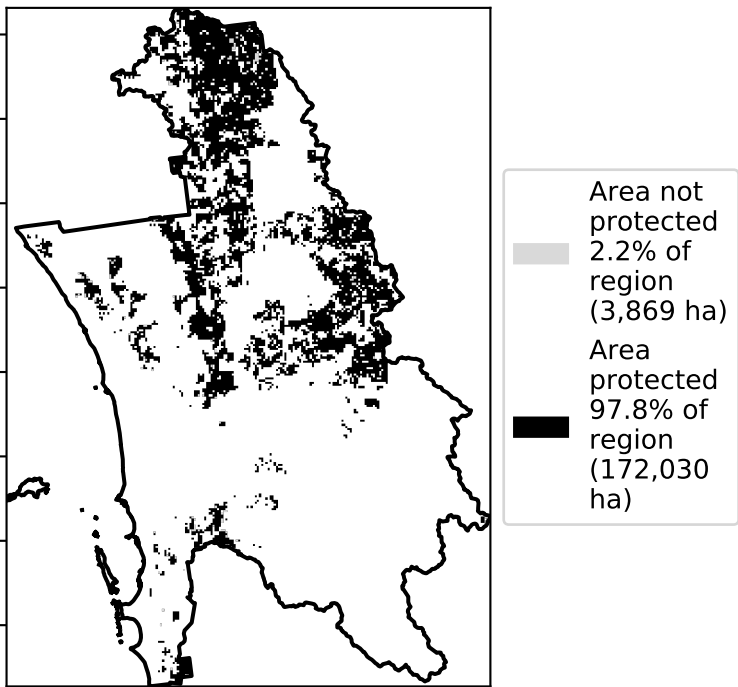 Area not
protected
2.2% of
region
(3,869 ha)
Area
protected
97.8% of
region
(172,030
ha)